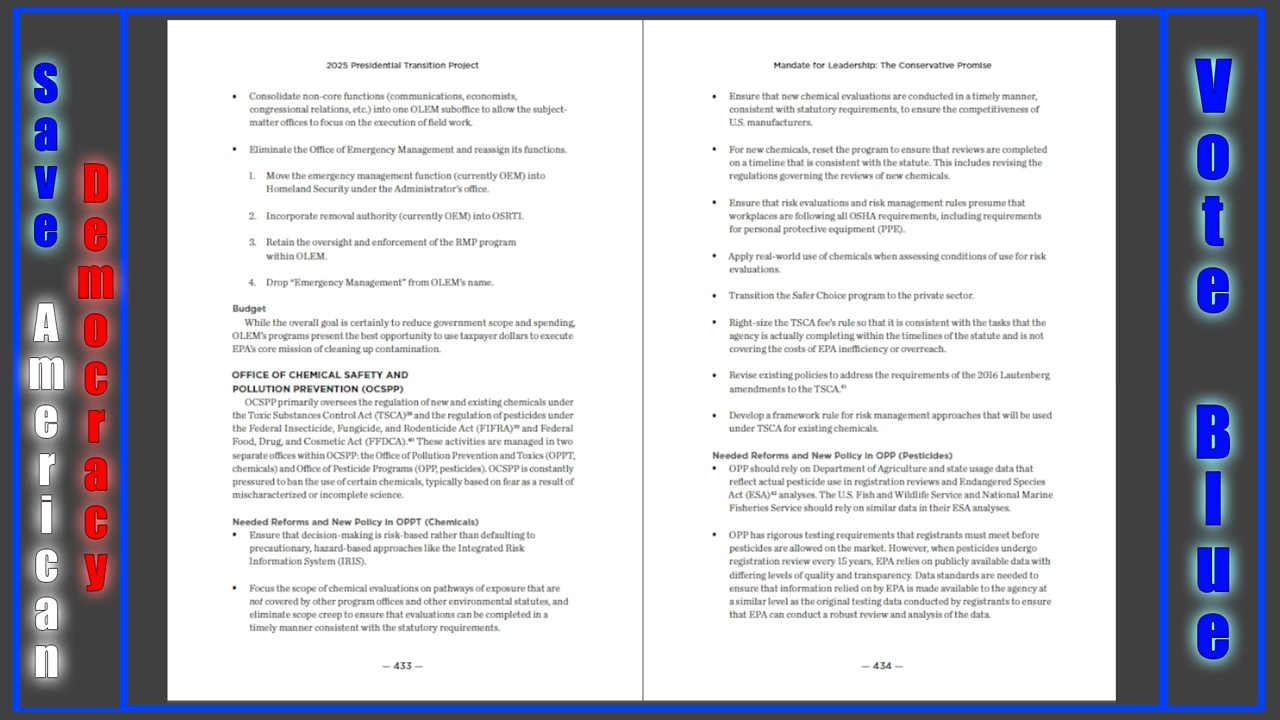 Save
American
Democracy
2025 Presidential Transition Project
• Consolidate non-core functions (communications, economists,
congressional relations, etc.) into one OLEM suboffice to allow the subject-
matter offices to focus on the execution of field work.
• Eliminate the Office of Emergency Management and reassign its functions.
1. Move the emergency management function (currently OEM) into
Homeland Security under the Administrator's office.
2. Incorporate removal authority (currently OEM) into OSRTI.
3. Retain the oversight and enforcement of the RMP program
within OLEM.
4. Drop "Emergency Management" from OLEM's name.
Budget
While the overall goal is certainly to reduce government scope and spending,
OLEM's programs present the best opportunity to use taxpayer dollars to execute
EPA's core mission of cleaning up contamination.
OFFICE OF CHEMICAL SAFETY AND
POLLUTION PREVENTION (OCSPP)
OCSPP primarily oversees the regulation of new and existing chemicals under
the Toxic Substances Control Act (TSCA)³⁸ and the regulation of pesticides under
the Federal Insecticide, Fungicide, and Rodenticide Act (FIFRA)³⁹ and Federal
Food, Drug, and Cosmetic Act (FFDCA).⁴⁰ These activities are managed in two
separate offices within OCSPP: the Office of Pollution Prevention and Toxics (OPPT,
chemicals) and Office of Pesticide Programs (OPP, pesticides). OCSPP is constantly
pressured to ban the use of certain chemicals, typically based on fear as a result of
mischaracterized or incomplete science.
Needed Reforms and New Policy in OPPT (Chemicals)
• Ensure that decision-making is risk-based rather than defaulting to
precautionary, hazard-based approaches like the Integrated Risk
Information System (IRIS).
• Focus the scope of chemical evaluations on pathways of exposure that are
not covered by other program offices and other environmental statutes, and
eliminate scope creep to ensure that evaluations can be completed in a
timely manner consistent with the statutory requirements.
— 433 —
Mandate for Leadership: The Conservative Promise
• Ensure that new chemical evaluations are conducted in a timely manner,
consistent with statutory requirements, to ensure the competitiveness of
U.S. manufacturers.
• For new chemicals, reset the program to ensure that reviews are completed
on a timeline that is consistent with the statute. This includes revising the
regulations governing the reviews of new chemicals.
• Ensure that risk evaluations and risk management rules presume that
workplaces are following all OSHA requirements, including requirements
for personal protective equipment (PPE).
• Apply real-world use of chemicals when assessing conditions of use for risk
evaluations.
• Transition the Safer Choice program to the private sector.
• Right-size the TSCA fee's rule so that it is consistent with the tasks that the
agency is actually completing within the timelines of the statute and is not
covering the costs of EPA inefficiency or overreach.
• Revise existing policies to address the requirements of the 2016 Lautenberg
amendments to the TSCA.⁴¹
• Develop a framework rule for risk management approaches that will be used
under TSCA for existing chemicals.
Needed Reforms and New Policy in OPP (Pesticides)
• OPP should rely on Department of Agriculture and state usage data that
reflect actual pesticide use in registration reviews and Endangered Species
Act (ESA)⁴² analyses. The U.S. Fish and Wildlife Service and National Marine
Fisheries Service should rely on similar data in their ESA analyses.
• OPP has rigorous testing requirements that registrants must meet before
pesticides are allowed on the market. However, when pesticides undergo
registration review every 15 years, EPA relies on publicly available data with
differing levels of quality and transparency. Data standards are needed to
ensure that information relied on by EPA is made available to the agency at
a similar level as the original testing data conducted by registrants to ensure
that EPA can conduct a robust review and analysis of the data.
— 434 —
Vote
Blue